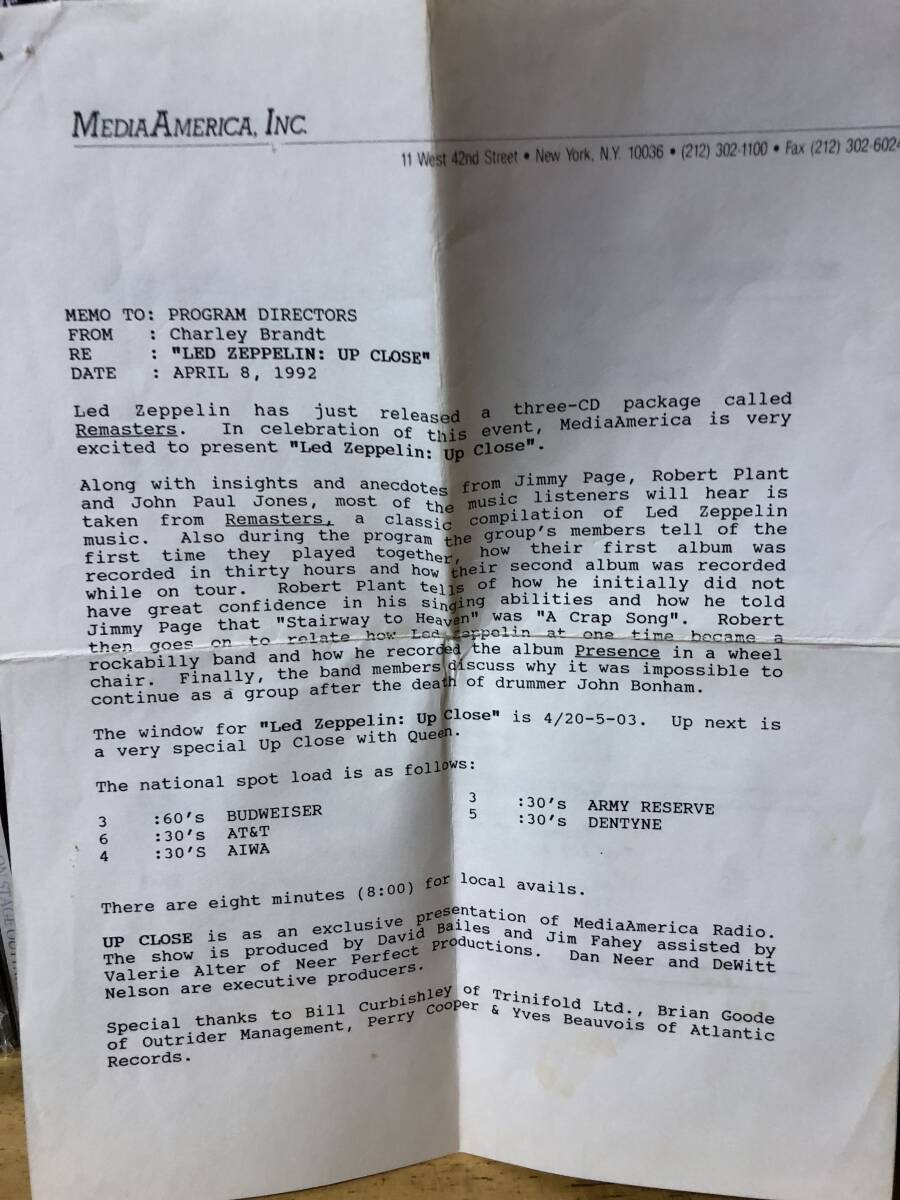 MEDIAAMERICA, INC.
11 West 42nd Street • New York, N.Y. 10036 • (212) 302-1100 • Fax (212) 302-6024
MEMO TO: PROGRAM DIRECTORS
FROM : Charley Brandt
RE : "LED ZEPPELIN: UP CLOSE"
DATE : APRIL 8, 1992
Led Zeppelin has just released a three-CD package called
Remasters. In celebration of this event, MediaAmerica is very
excited to present "Led Zeppelin: Up Close".
Along with insights and anecdotes from Jimmy Page, Robert Plant
and John Paul Jones, most of the music listeners will hear is
taken from Remasters, a classic compilation of Led Zeppelin
music. Also during the program the group's members tell of the
first time they played together, how their first album was
recorded in thirty hours and how their second album was recorded
while on tour. Robert Plant tells of how he initially did not
have great confidence in his singing abilities and how he told
Jimmy Page that "Stairway to Heaven" was "A Crap Song". Robert
then goes on to relate how Led Zeppelin at one time became a
rockabilly band and how he recorded the album Presence in a wheel
chair. Finally, the band members discuss why it was impossible to
continue as a group after the death of drummer John Bonham.
The window for "Led Zeppelin: Up Close" is 4/20-5-03. Up next is
a very special Up Close with Queen.
The national spot load is as follows:
3 :60's BUDWEISER 3 :30's ARMY RESERVE
6 :30's AT&T 5 :30's DENTYNE
4 :30'S AIWA
There are eight minutes (8:00) for local avails.
UP CLOSE is as an exclusive presentation of MediaAmerica Radio.
The show is produced by David Bailes and Jim Fahey assisted by
Valerie Alter of Neer Perfect Productions. Dan Neer and DeWitt
Nelson are executive producers.
Special thanks to Bill Curbishley of Trinifold Ltd., Brian Goode
of Outrider Management, Perry Cooper & Yves Beauvois of Atlantic
Records.